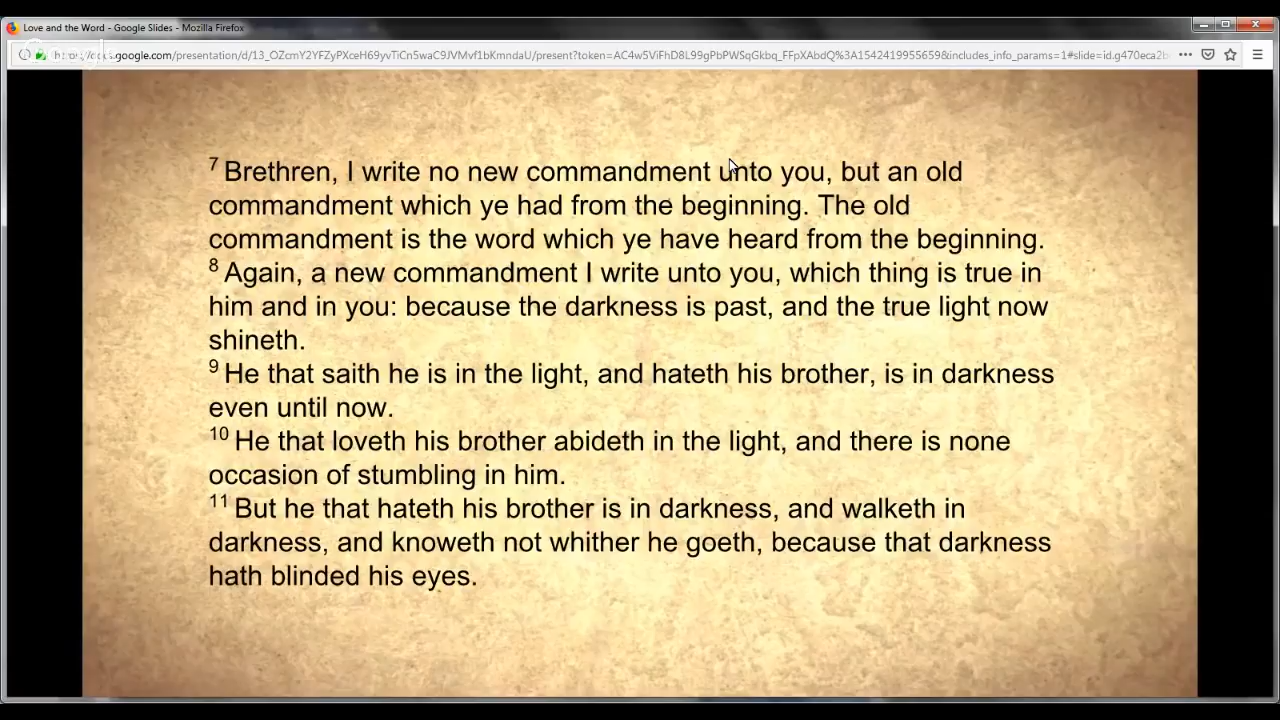 Love and the Word - Google Slides - Mozilla Firefox
.google.com/presentation/d/13_OZcmY2YFZyPXceH69yvTiCn5waC9JVMvf1bKmndaU/present?token=AC4w5ViFhD8L99gPbPWSqGkbq_FFpXAbdQ%3A1542419955659&includes_info_params=1#slide=id.g470eca2b
7 Brethren, I write no new commandment unto you, but an old
commandment which ye had from the beginning. The old
commandment is the word which ye have heard from the beginning.
8 Again, a new commandment I write unto you, which thing is true in
him and in you: because the darkness is past, and the true light now
shineth.
9 He that saith he is in the light, and hateth his brother, is in darkness
even until now.
10 He that loveth his brother abideth in the light, and there is none
occasion of stumbling in him.
11 But he that hateth his brother is in darkness, and walketh in
darkness, and knoweth not whither he goeth, because that darkness
hath blinded his eyes.